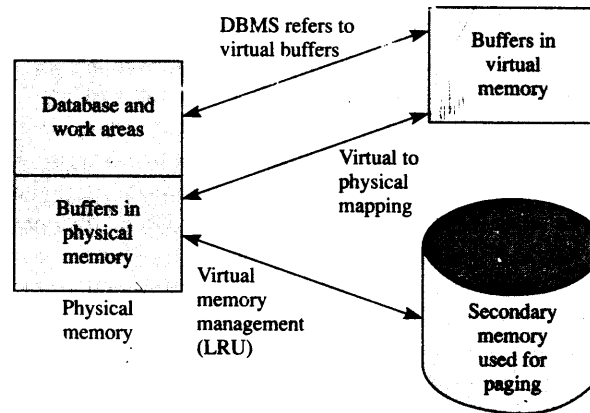 DBMS refers to
virtual buffers
Buffers in
virtual
memory
Database and
work areas
Virtual to
physical
mapping
Buffers in
physical
memory
Physical
memory
Virtual
memory
management
(LRU)
Secondary
memory
used for
paging